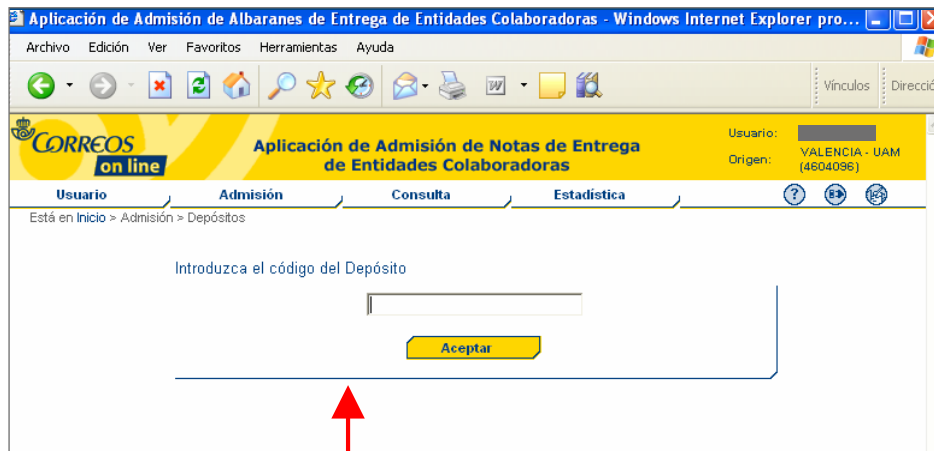 Aplicación de Admisión de Albaranes de Entrega de Entidades Colaboradoras - Windows Internet Explorer pro...
Archivo Edición Ver Favoritos Herramientas Ayuda
Vínculos
CORREOS
on line
Aplicación de Admisión de Notas de Entrega
de Entidades Colaboradoras
Usuario:
Origen: VALENCIA - UAM
(4604096)
Usuario Admisión Consulta Estadística
Está en Inicio > Admisión > Depósitos
Introduzca el código del Depósito
Aceptar